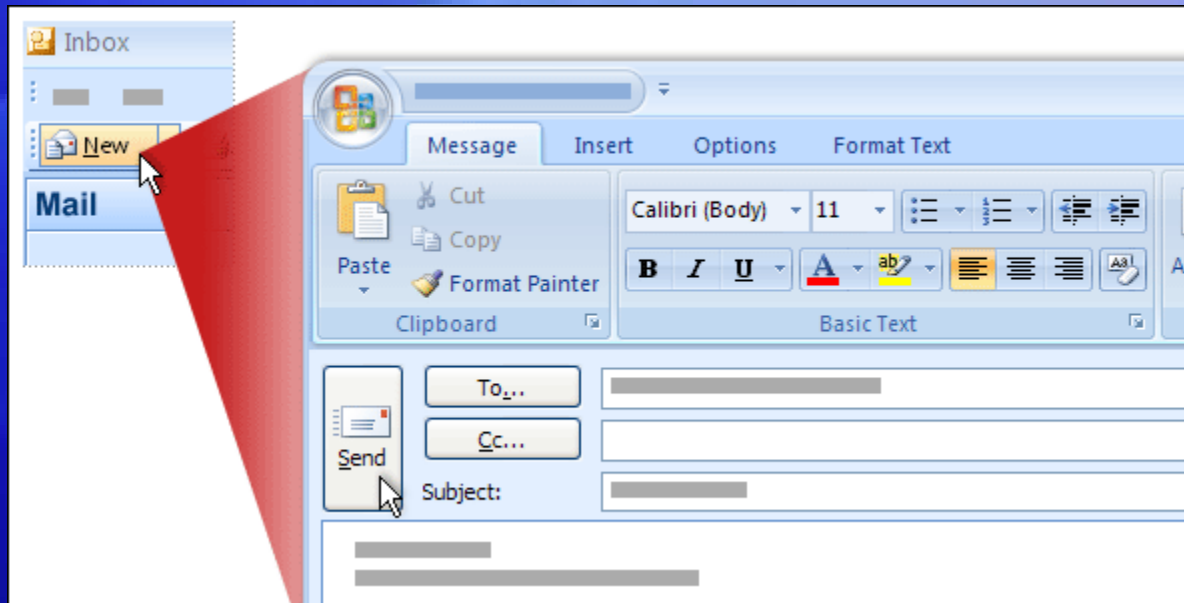 Inbox
New
Mail
Message Insert Options Format Text
Cut
Copy
Paste
Format Painter
Clipboard
Calibri (Body) 11
B I U A ab A
Basic Text
To...
Cc...
Send
Subject: